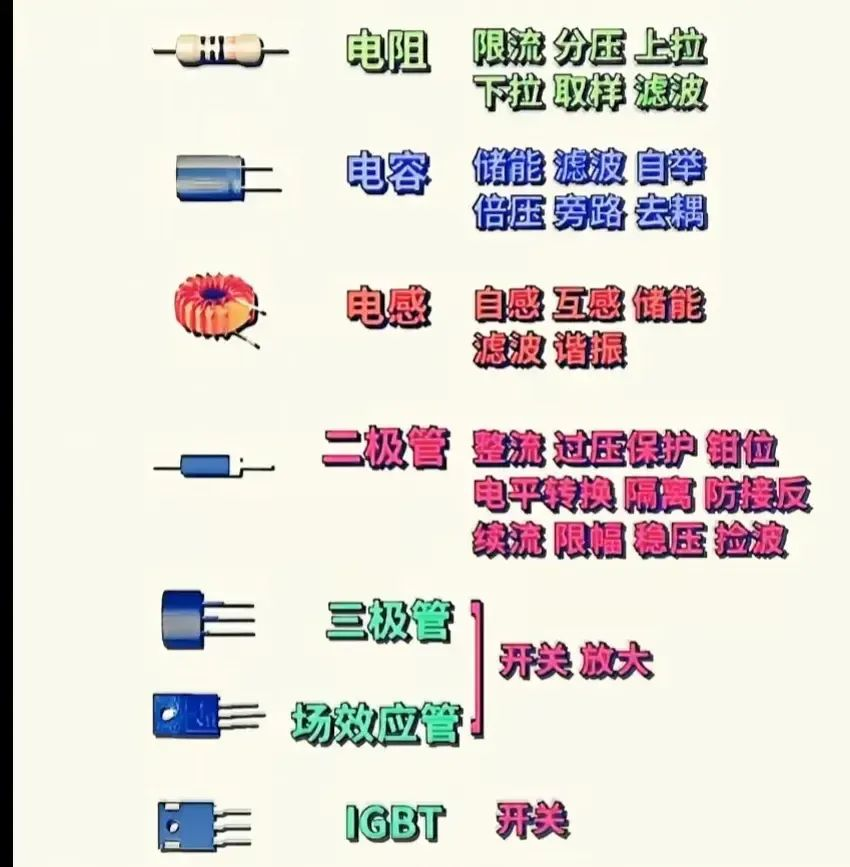 电阻 限流 分压 上拉
下拉 取样 滤波
电容 储能 滤波 自举
倍压 旁路 去耦
电感 自感 互感 储能
滤波 谐振
二极管 整流 过压保护 钳位
电平转换 隔离 防接反
续流 限幅 稳压 捡波
三极管
开关 放大
场效应管
IGBT 开关